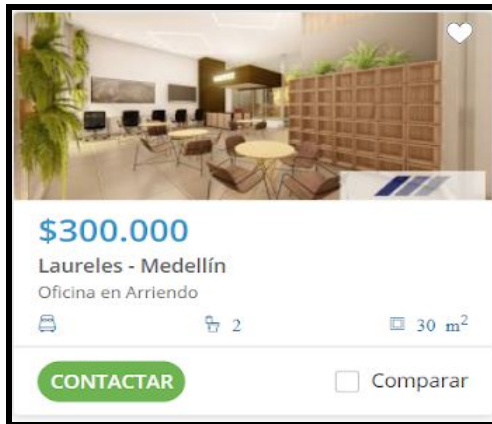 $300.000
Laureles - Medellín
Oficina en Arriendo
2 30 m²
CONTACTAR Comparar